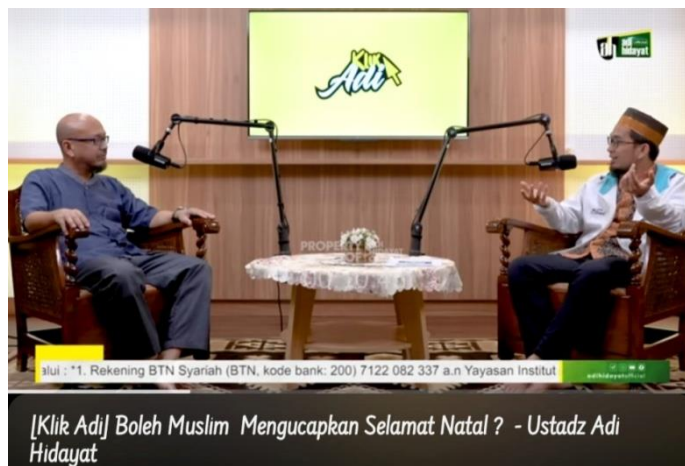 Klik
Adi
adi
hidayat
PROPERTY
OF
alui : "1. Rekening BTN Syariah (BTN, kode bank: 200) 7122 082 337 a.n Yayasan Institut
adihidayatofficial
[Klik Adi] Boleh Muslim Mengucapkan Selamat Natal ? - Ustadz Adi
Hidayat